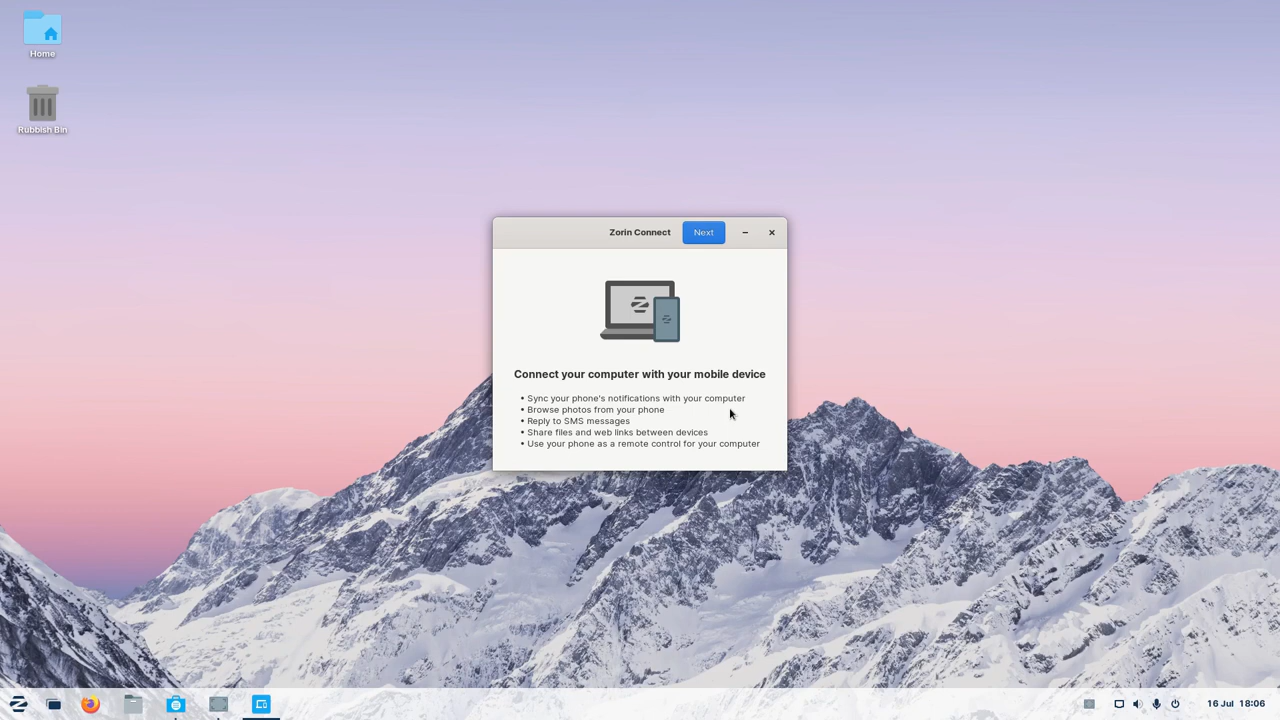 Home
Rubbish Bin
Zorin Connect
Next
Connect your computer with your mobile device
• Sync your phone's notifications with your computer
• Browse photos from your phone
• Reply to SMS messages
• Share files and web links between devices
• Use your phone as a remote control for your computer
16 Jul 18:06